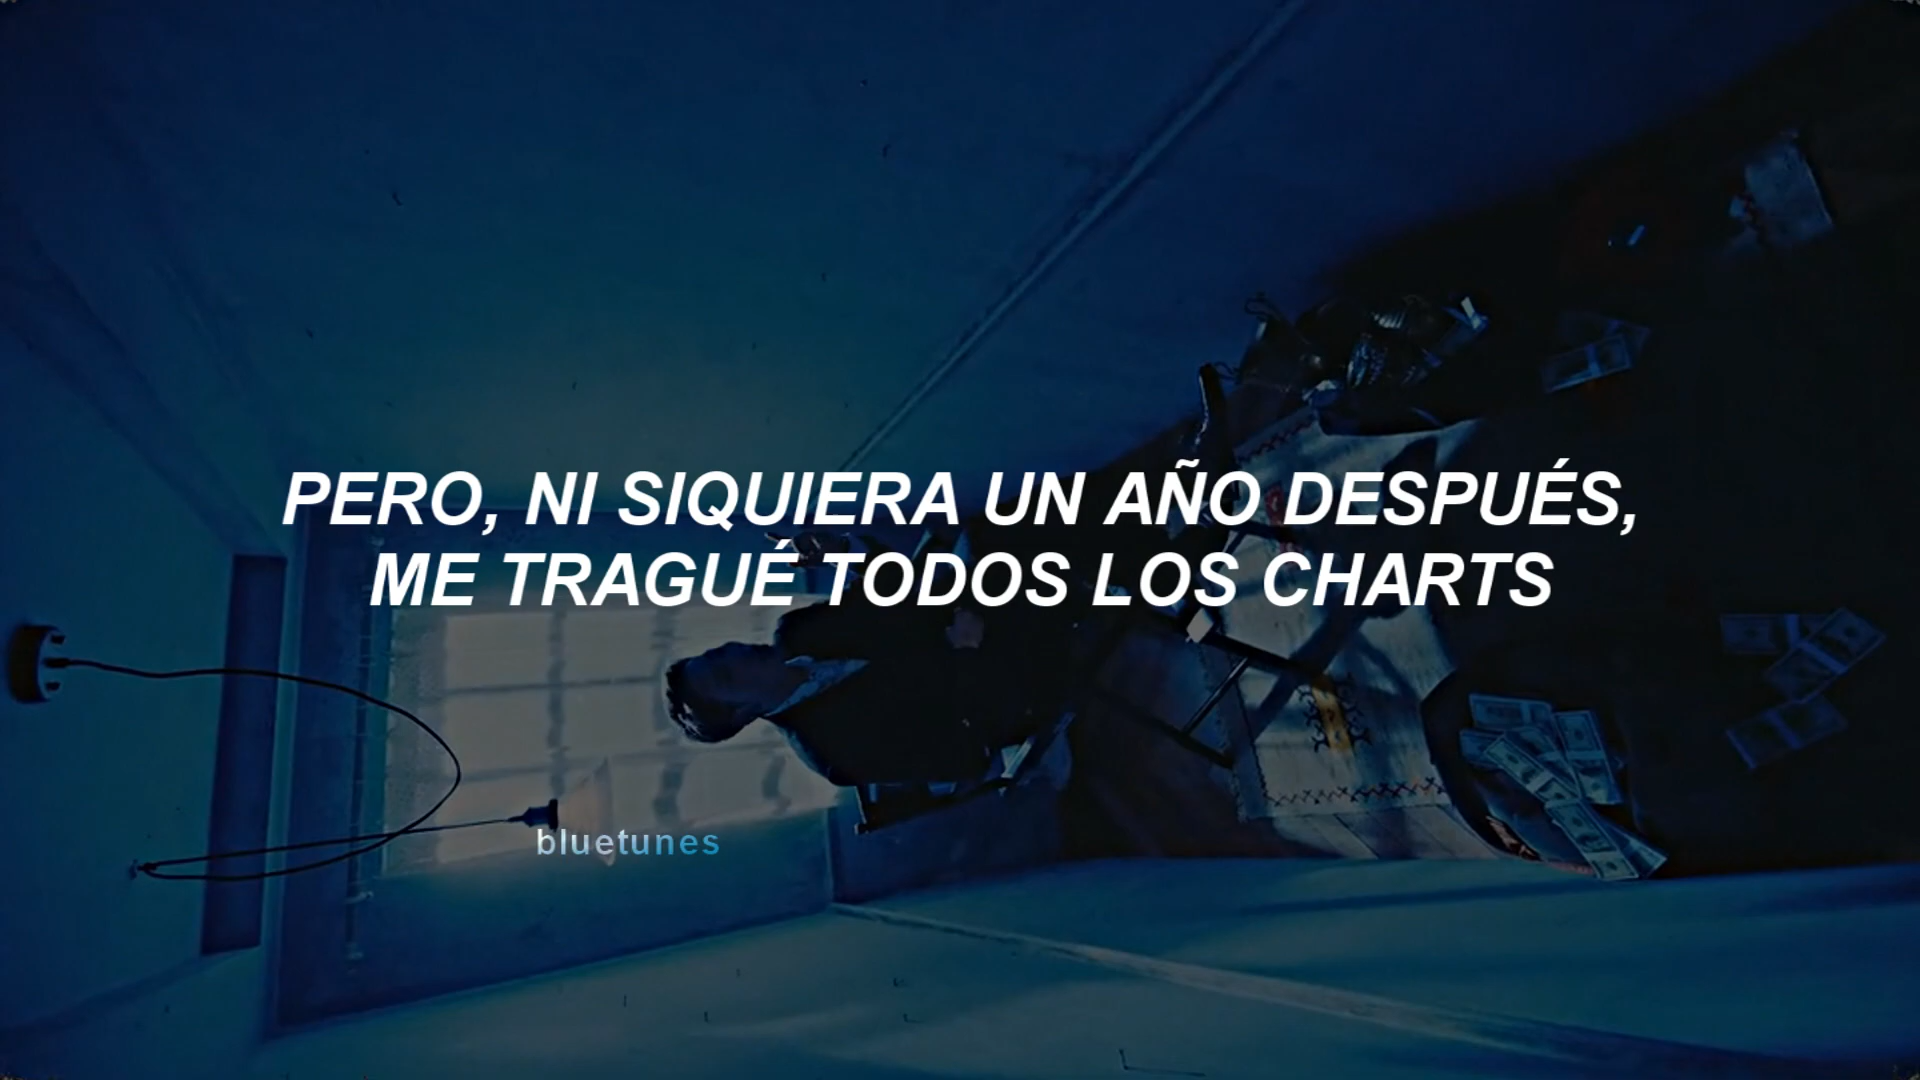 PERO, NI SIQUIERA UN AÑO DESPUÉS,
ME TRAGUÉ TODOS LOS CHARTS
bluetunes